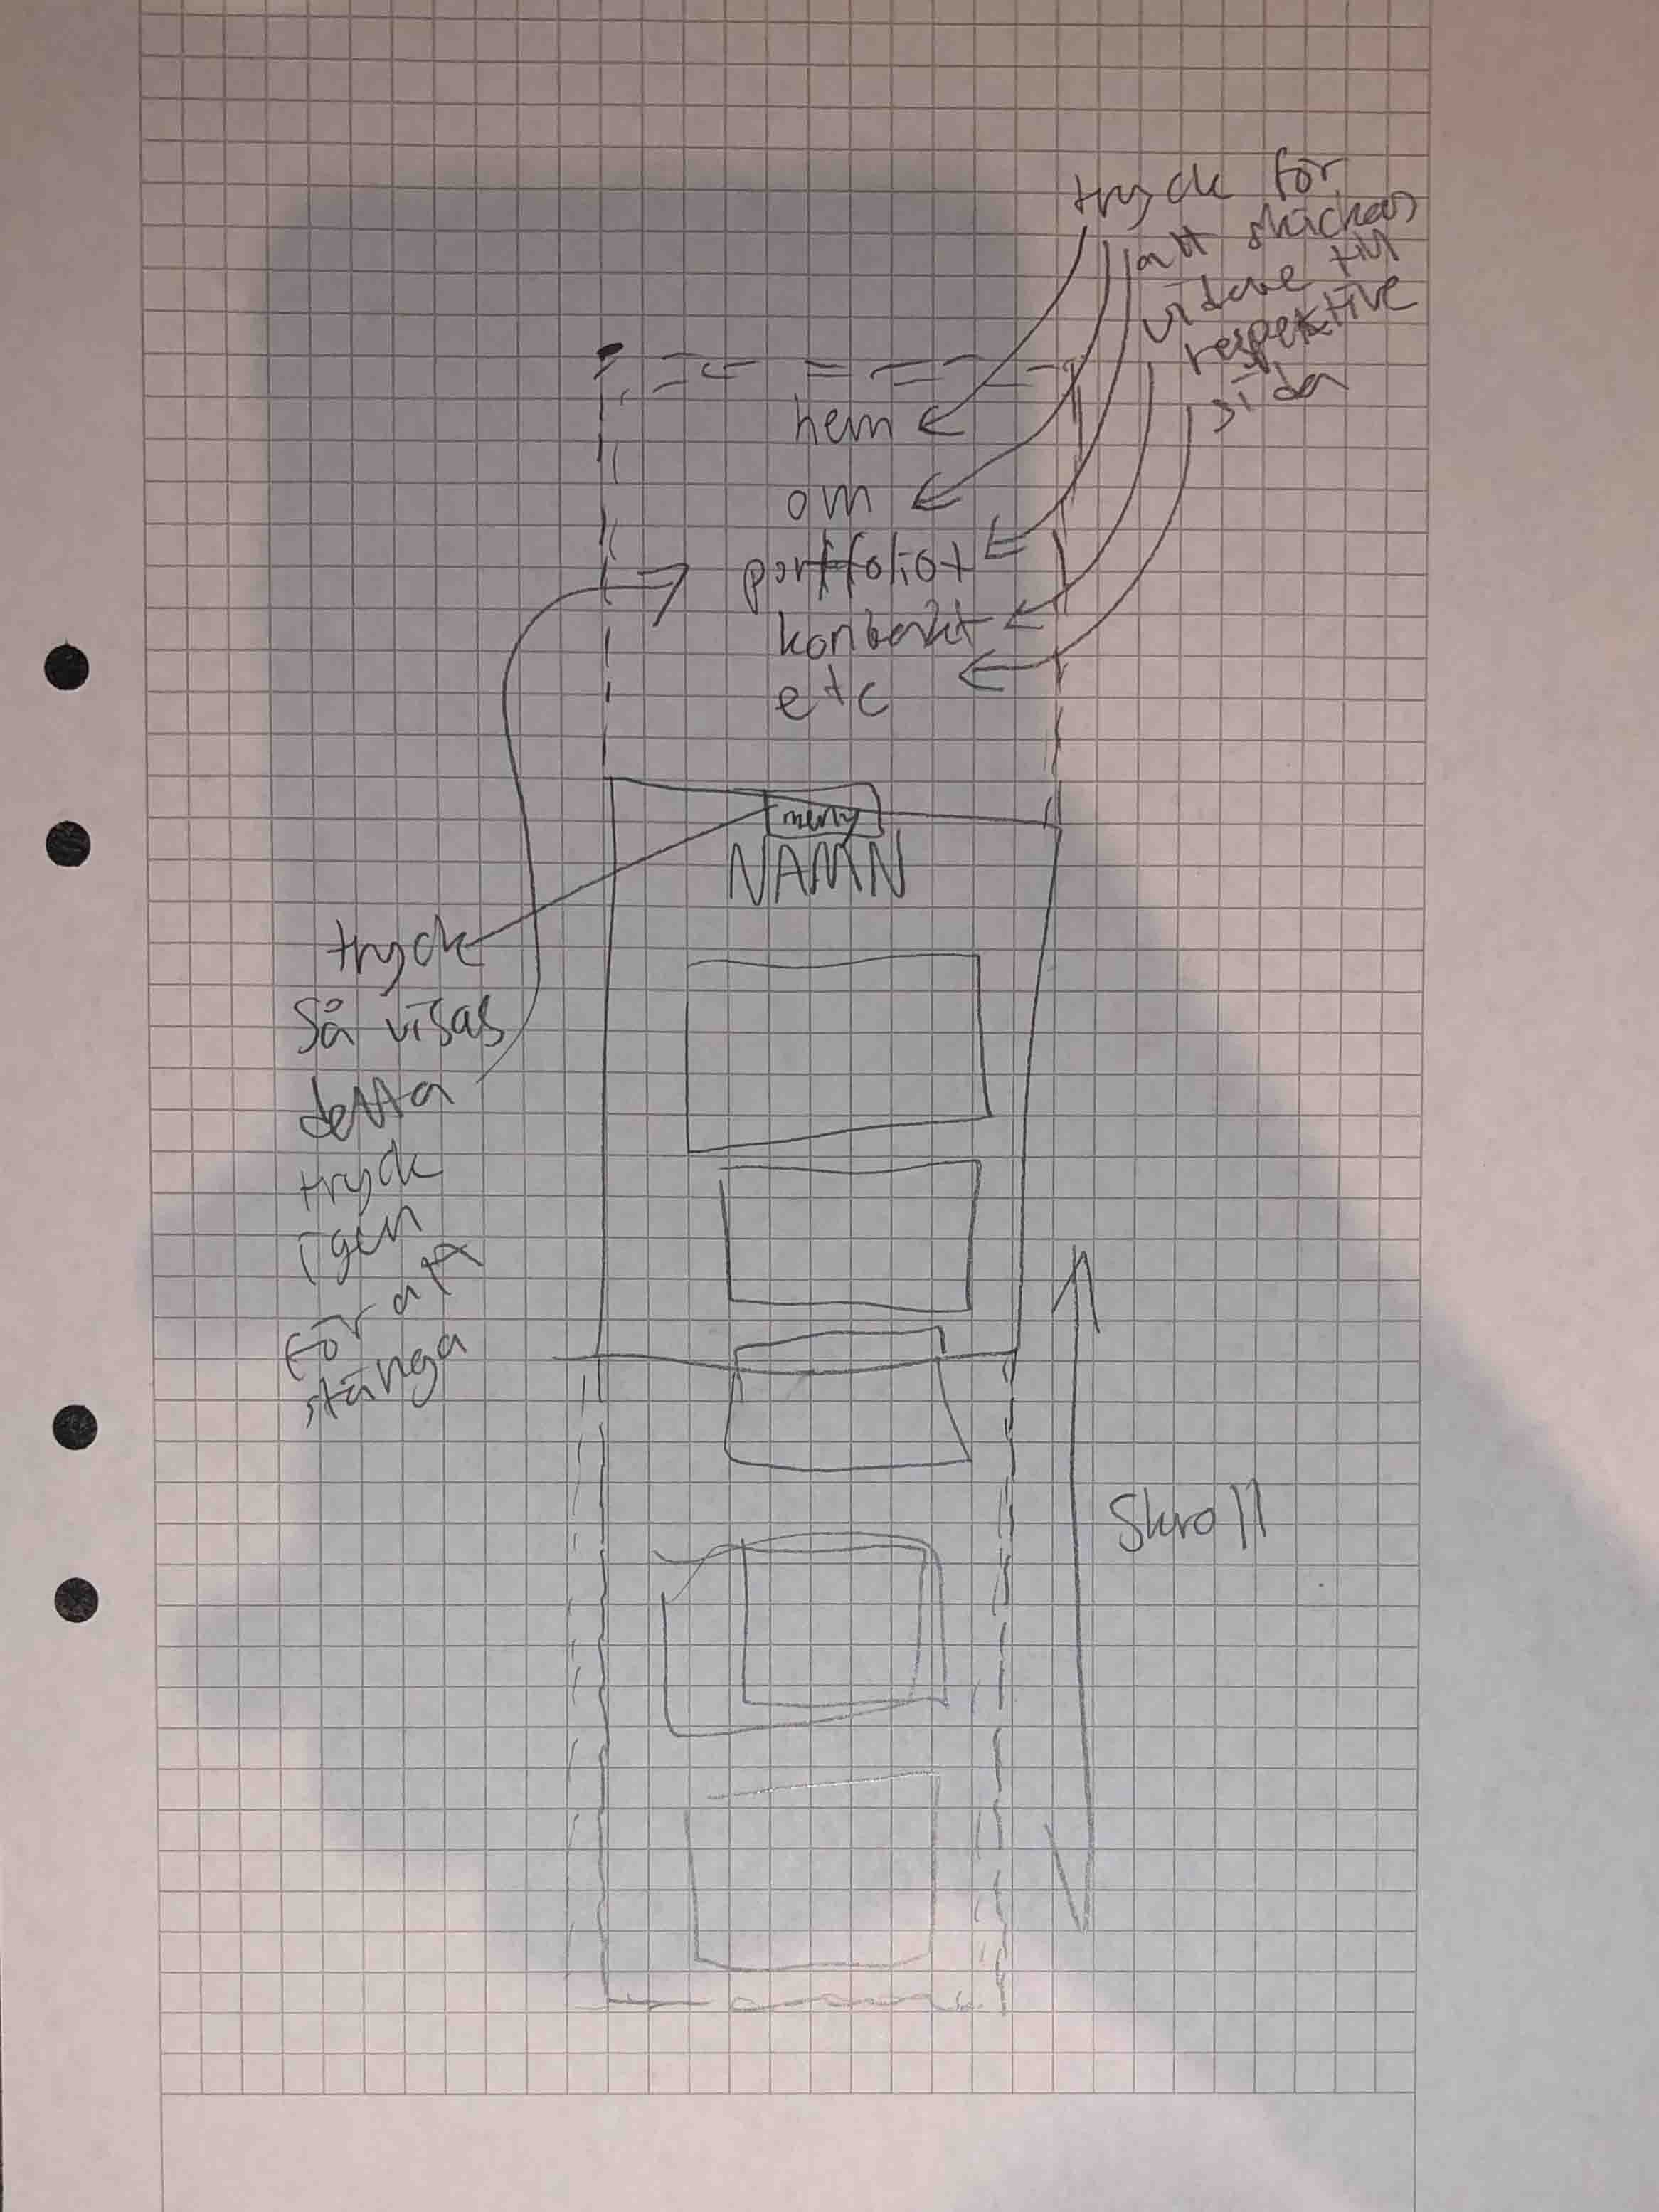 tryck för
att skickas
vidare till
respektive
sidan
hem
om
portfoliot
kontakt
etc
meny
NAMN
tryck
så visas
detta
tryck
igen
för att
stänga
Skroll